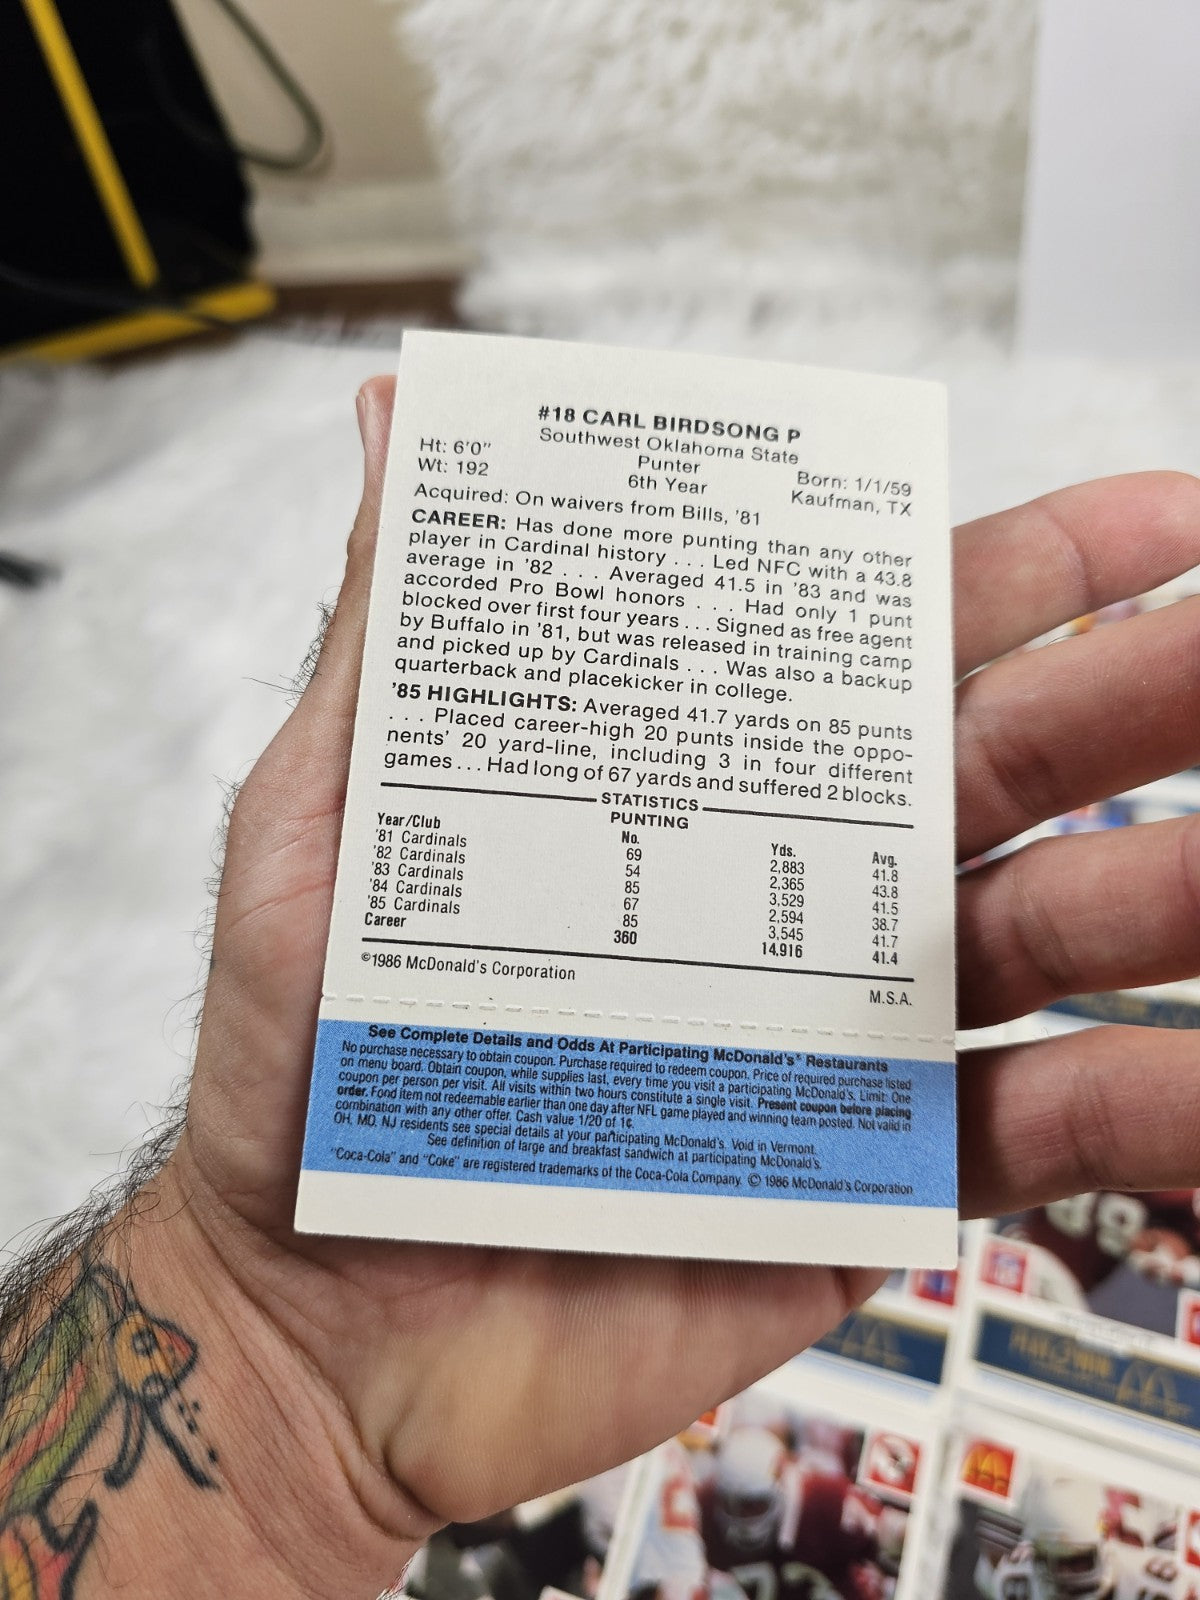 #18 CARL BIRDSONG P
Southwest Oklahoma State
Ht: 6'0" Punter Born: 1/1/59
Wt: 192 6th Year Kaufman, TX
Acquired: On waivers from Bills, '81
CAREER: Has done more punting than any other
player in Cardinal history . . . Led NFC with a 43.8
average in '82 . . . Averaged 41.5 in '83 and was
accorded Pro Bowl honors . . . Had only 1 punt
blocked over first four years . . . Signed as free agent
by Buffalo in '81, but was released in training camp
and picked up by Cardinals . . . Was also a backup
quarterback and placekicker in college.
'85 HIGHLIGHTS: Averaged 41.7 yards on 85 punts
. . . Placed career-high 20 punts inside the oppo-
nents' 20 yard-line, including 3 in four different
games . . . Had long of 67 yards and suffered 2 blocks.
STATISTICS
PUNTING
Year/Club No. Yds. Avg.
'81 Cardinals 69 2,883 41.8
'82 Cardinals 54 2,365 43.8
'83 Cardinals 85 3,529 41.5
'84 Cardinals 67 2,594 38.7
'85 Cardinals 85 3,545 41.7
Career 360 14,916 41.4
©1986 McDonald's Corporation M.S.A.
See Complete Details and Odds At Participating McDonald's® Restaurants
No purchase necessary to obtain coupon. Purchase required to redeem coupon. Price of required purchase listed
on menu board. Obtain coupon, while supplies last, every time you visit a participating McDonald's. Limit: One
coupon per person per visit. All visits within two hours constitute a single visit. Present coupon before placing
order. Food item not redeemable earlier than one day after NFL game played and winning team posted. Not valid in
combination with any other offer. Cash value 1/20 of 1¢.
OH, MO, NJ residents see special details at your participating McDonald's. Void in Vermont.
See definition of large and breakfast sandwich at participating McDonald's.
"Coca-Cola" and "Coke" are registered trademarks of the Coca-Cola Company. © 1986 McDonald's Corporation